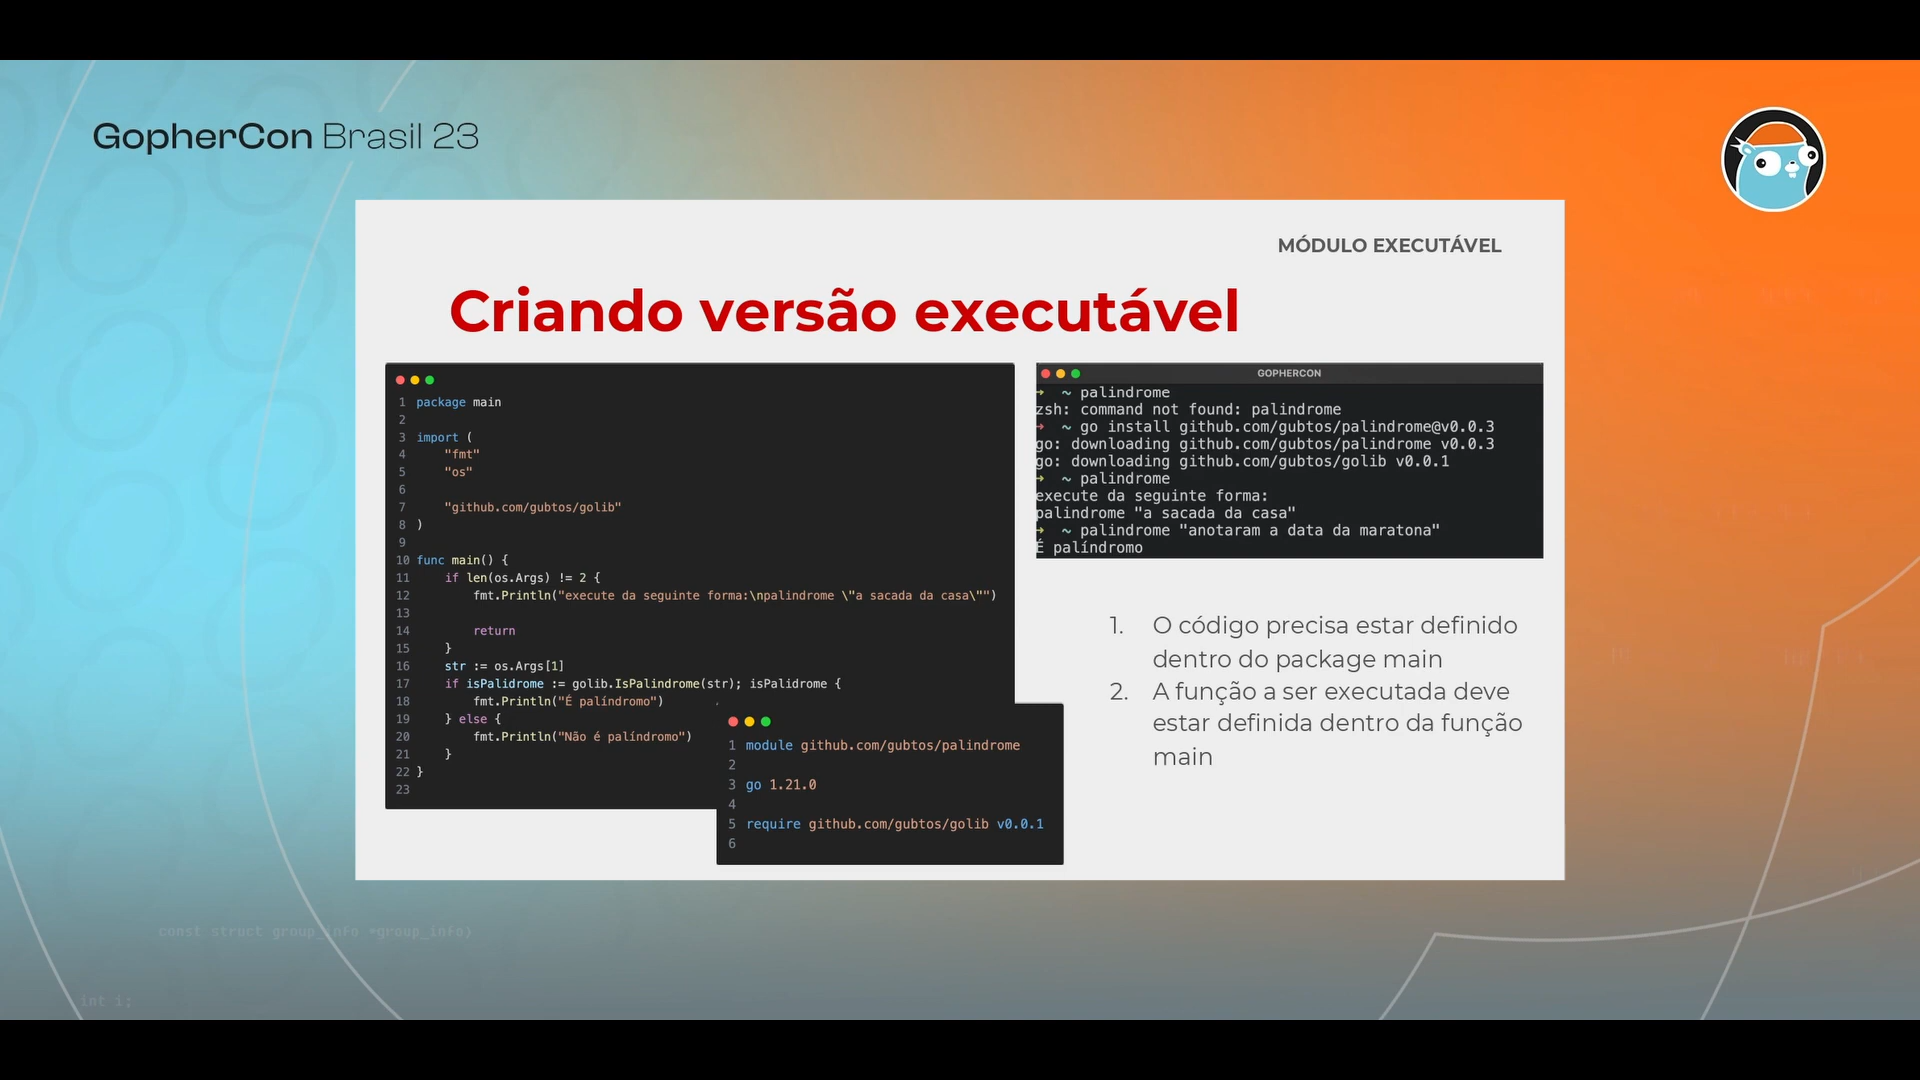 GopherCon Brasil 23
MÓDULO EXECUTÁVEL
Criando versão executável
1 package main
2
3 import (
4 "fmt"
5 "os"
6
7 "github.com/gubtos/golib"
8 )
9
10 func main() {
11 if len(os.Args) != 2 {
12 fmt.Println("execute da seguinte forma:\npalindrome \"a sacada da casa\"")
13
14 return
15 }
16 str := os.Args[1]
17 if isPalidrome := golib.IsPalindrome(str); isPalidrome {
18 fmt.Println("É palíndromo")
19 } else {
20 fmt.Println("Não é palíndromo")
21 }
22 }
23
1 module github.com/gubtos/palindrome
2
3 go 1.21.0
4
5 require github.com/gubtos/golib v0.0.1
6
GOPHERCON
➜ ~ palindrome
zsh: command not found: palindrome
➜ ~ go install github.com/gubtos/palindrome@v0.0.3
go: downloading github.com/gubtos/palindrome v0.0.3
go: downloading github.com/gubtos/golib v0.0.1
➜ ~ palindrome
execute da seguinte forma:
palindrome "a sacada da casa"
➜ ~ palindrome "anotaram a data da maratona"
É palíndromo
1. O código precisa estar definido
dentro do package main
2. A função a ser executada deve
estar definida dentro da função
main
const struct group_info *group_info)
int i;